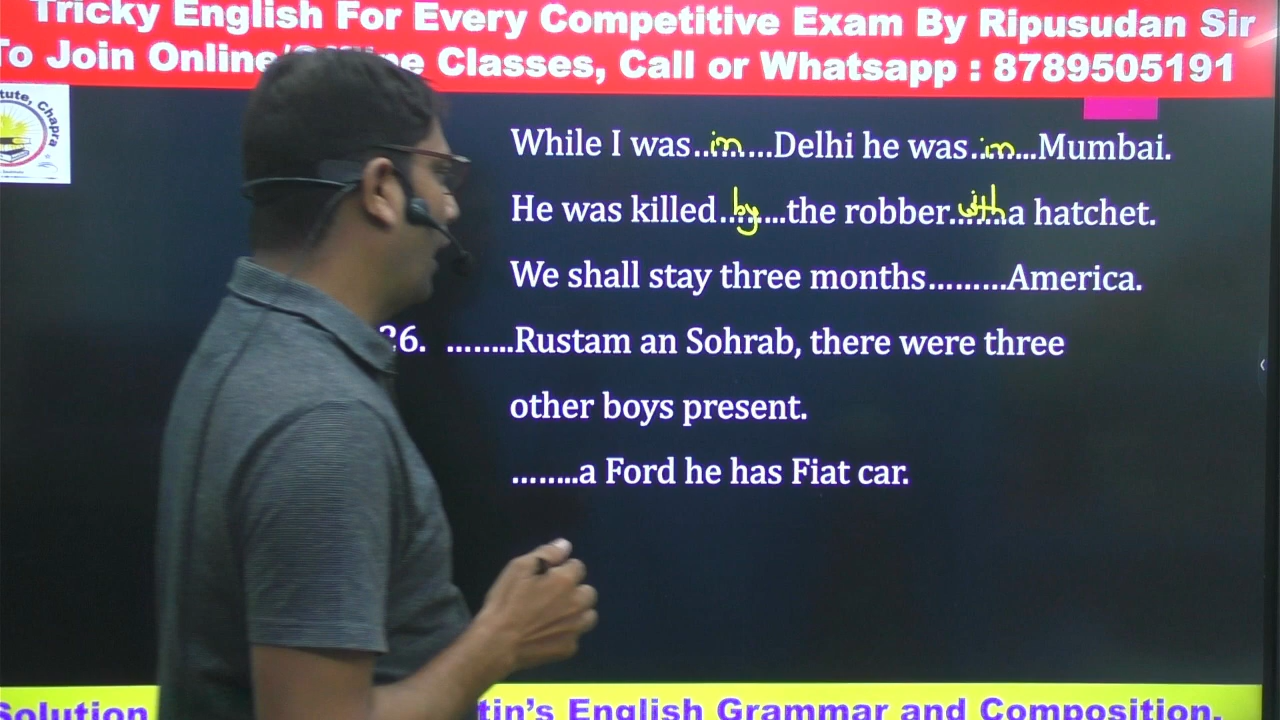 Tricky English For Every Competitive Exam By Ripusudan Sir
To Join Online Classes, Call or Whatsapp : 8789505191
Chapra
While I was..in...Delhi he was..in...Mumbai.
He was killed..by...the robber..with..a hatchet.
We shall stay three months.........America.
26. ........Rustam an Sohrab, there were three
other boys present.
........a Ford he has Fiat car.
Solution English Grammar and Composition.